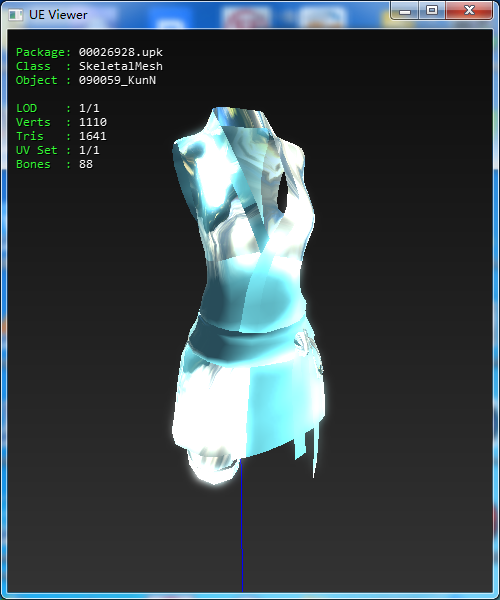 UE Viewer
Package: 00026928.upk
Class : SkeletalMesh
Object : 090059_KunN
LOD : 1/1
Verts : 1110
Tris : 1641
UV Set : 1/1
Bones : 88